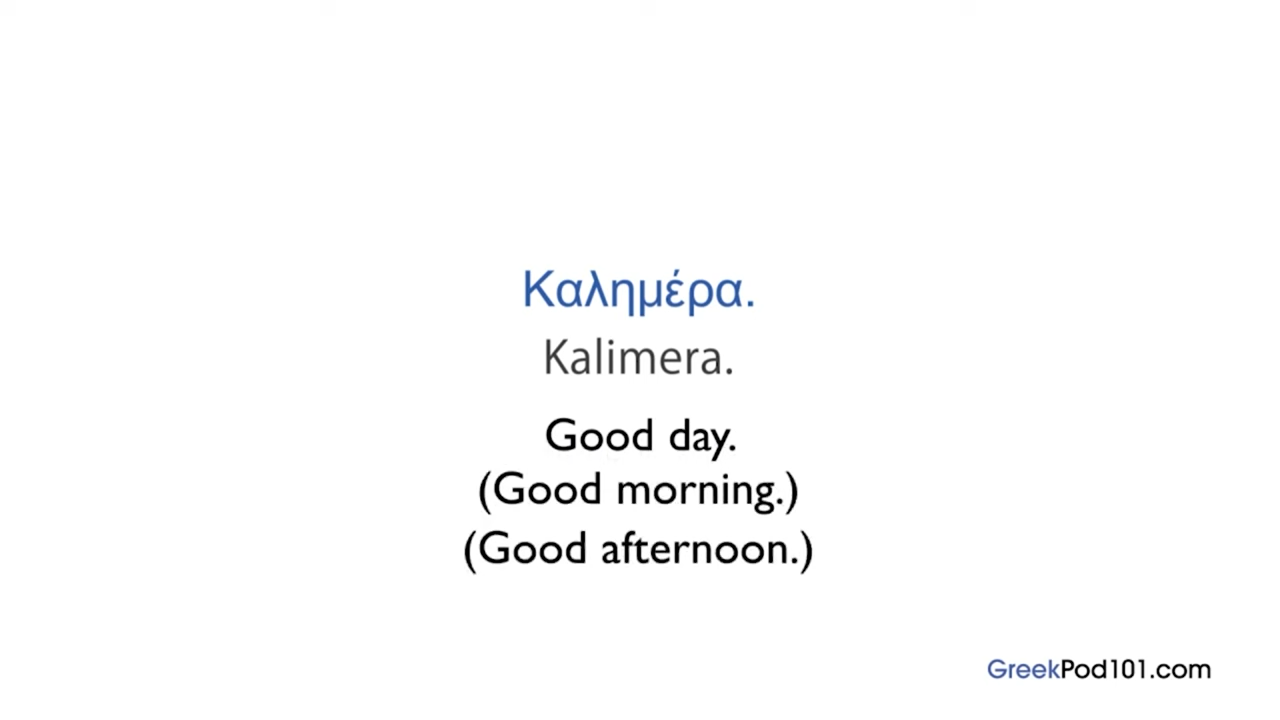 Καλημέρα.
Kalimera.
Good day.
(Good morning.)
(Good afternoon.)
GreekPod101.com